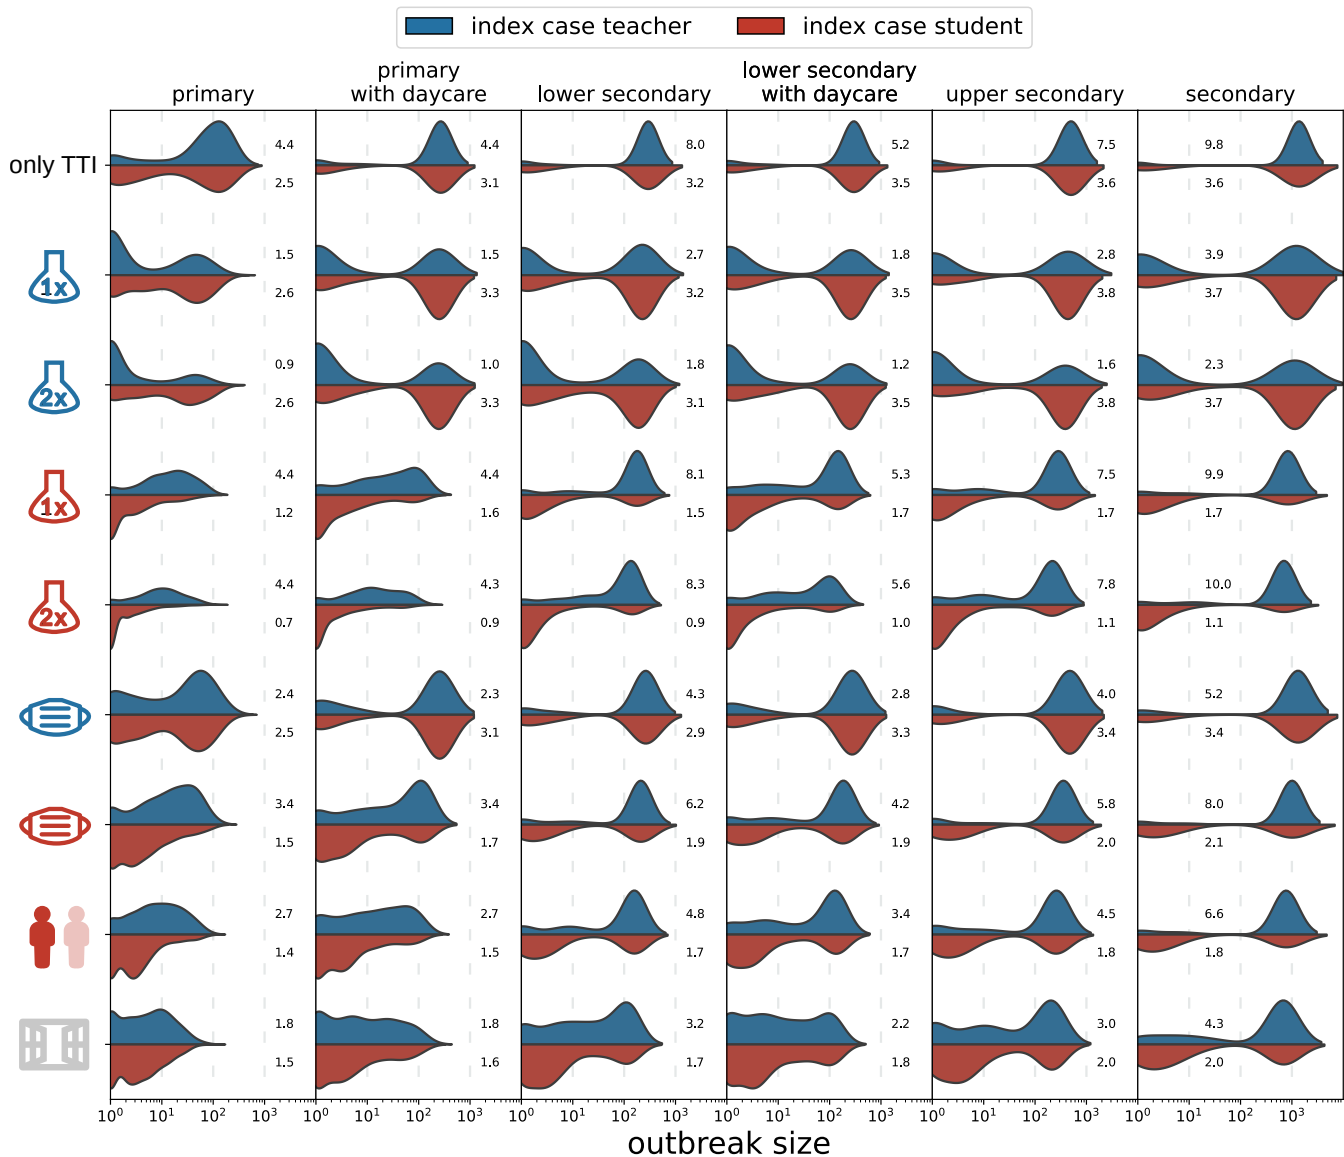 index case teacher index case student
primary primary with daycare lower secondary lower secondary with daycare upper secondary secondary
only TTI
4.4 4.4 8.0 5.2 7.5 9.8
2.5 3.1 3.2 3.5 3.6 3.6
1x
1.5 1.5 2.7 1.8 2.8 3.9
2.6 3.3 3.2 3.5 3.8 3.7
2x
0.9 1.0 1.8 1.2 1.6 2.3
2.6 3.3 3.1 3.5 3.8 3.7
1x
4.4 4.4 8.1 5.3 7.5 9.9
1.2 1.6 1.5 1.7 1.7 1.7
2x
4.4 4.3 8.3 5.6 7.8 10.0
0.7 0.9 0.9 1.0 1.1 1.1
2.4 2.3 4.3 2.8 4.0 5.2
2.5 3.1 2.9 3.3 3.4 3.4
3.4 3.4 6.2 4.2 5.8 8.0
1.5 1.7 1.9 1.9 2.0 2.1
2.7 2.7 4.8 3.4 4.5 6.6
1.4 1.5 1.7 1.7 1.8 1.8
1.8 1.8 3.2 2.2 3.0 4.3
1.5 1.6 1.7 1.8 2.0 2.0
10⁰ 10¹ 10² 10³ 10⁰ 10¹ 10² 10³ 10⁰ 10¹ 10² 10³ 10⁰ 10¹ 10² 10³ 10⁰ 10¹ 10² 10³ 10⁰ 10¹ 10² 10³
outbreak size